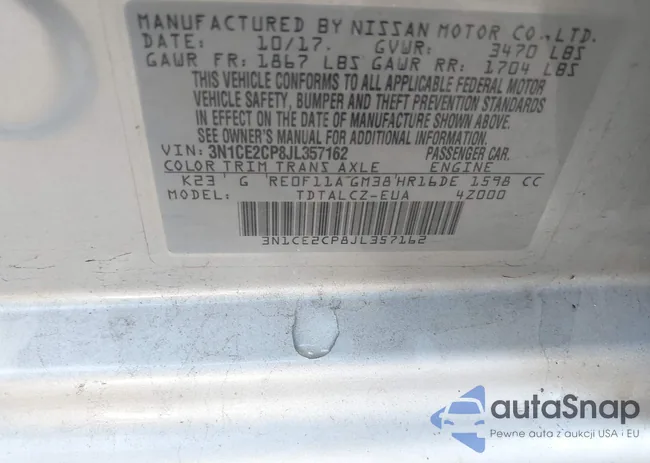 MANUFACTURED BY NISSAN MOTOR CO.,LTD.
DATE: 10/17. GVWR: 3470 LBS
GAWR FR: 1867 LBS GAWR RR: 1704 LBS
THIS VEHICLE CONFORMS TO ALL APPLICABLE FEDERAL MOTOR
VEHICLE SAFETY, BUMPER AND THEFT PREVENTION STANDARDS
IN EFFECT ON THE DATE OF MANUFACTURE SHOWN ABOVE.
SEE OWNER'S MANUAL FOR ADDITIONAL INFORMATION.
VIN: 3N1CE2CP8JL357162 PASSENGER CAR.
COLOR TRIM TRANS AXLE ENGINE
K23 G RE0F11A GM38 HR16DE 1598 CC
MODEL: TDTALCZ-EUA 4Z000
3N1CE2CP8JL357162
autaSnap
Pewne auta z aukcji USA i EU